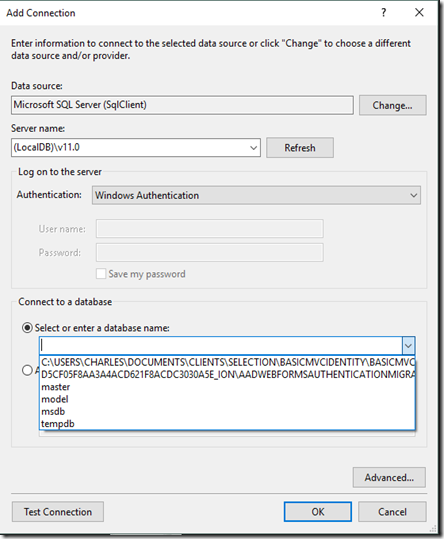 Add Connection
? ×
Enter information to connect to the selected data source or click "Change" to choose a different
data source and/or provider.
Data source:
Microsoft SQL Server (SqlClient)
Change...
Server name:
(LocalDB)\v11.0
Refresh
Log on to the server
Authentication:
Windows Authentication
User name:
Password:
Save my password
Connect to a database
Select or enter a database name:
C:\USERS\CHARLES\DOCUMENTS\CLIENTS\SELECTION\BASICMVCIDENTITY\BASICMVC
A
D5CF05F8AA3A4ACD621F8ACDC3030A5E_ION\AADWEBFORMSAUTHENTICATIONMIGRA
master
model
msdb
tempdb
Advanced...
Test Connection
OK
Cancel